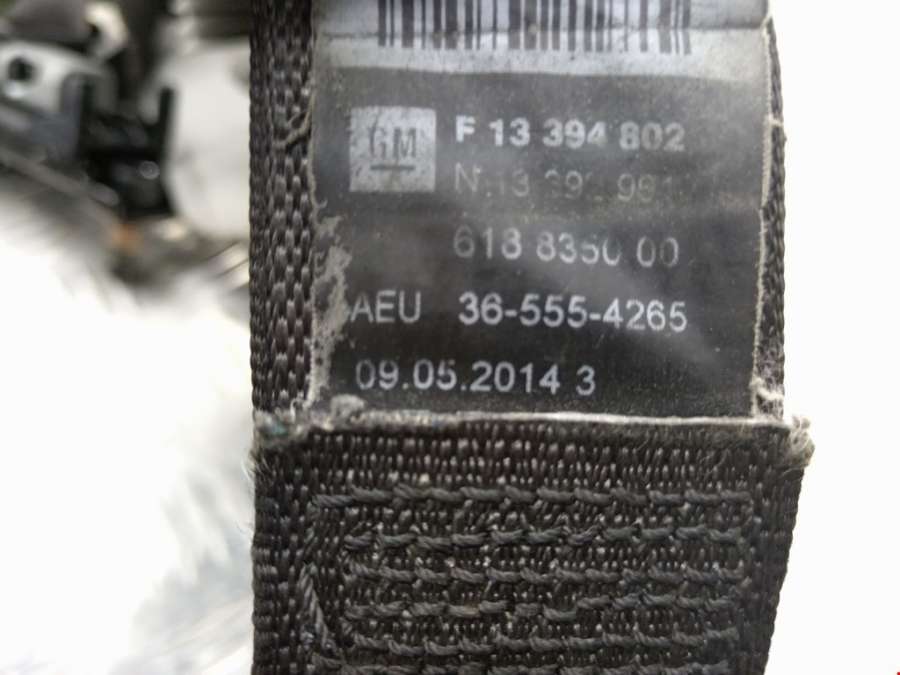 GM F 13 394 802
618 8350 00
AEU 36-555-4265
09.05.2014 3